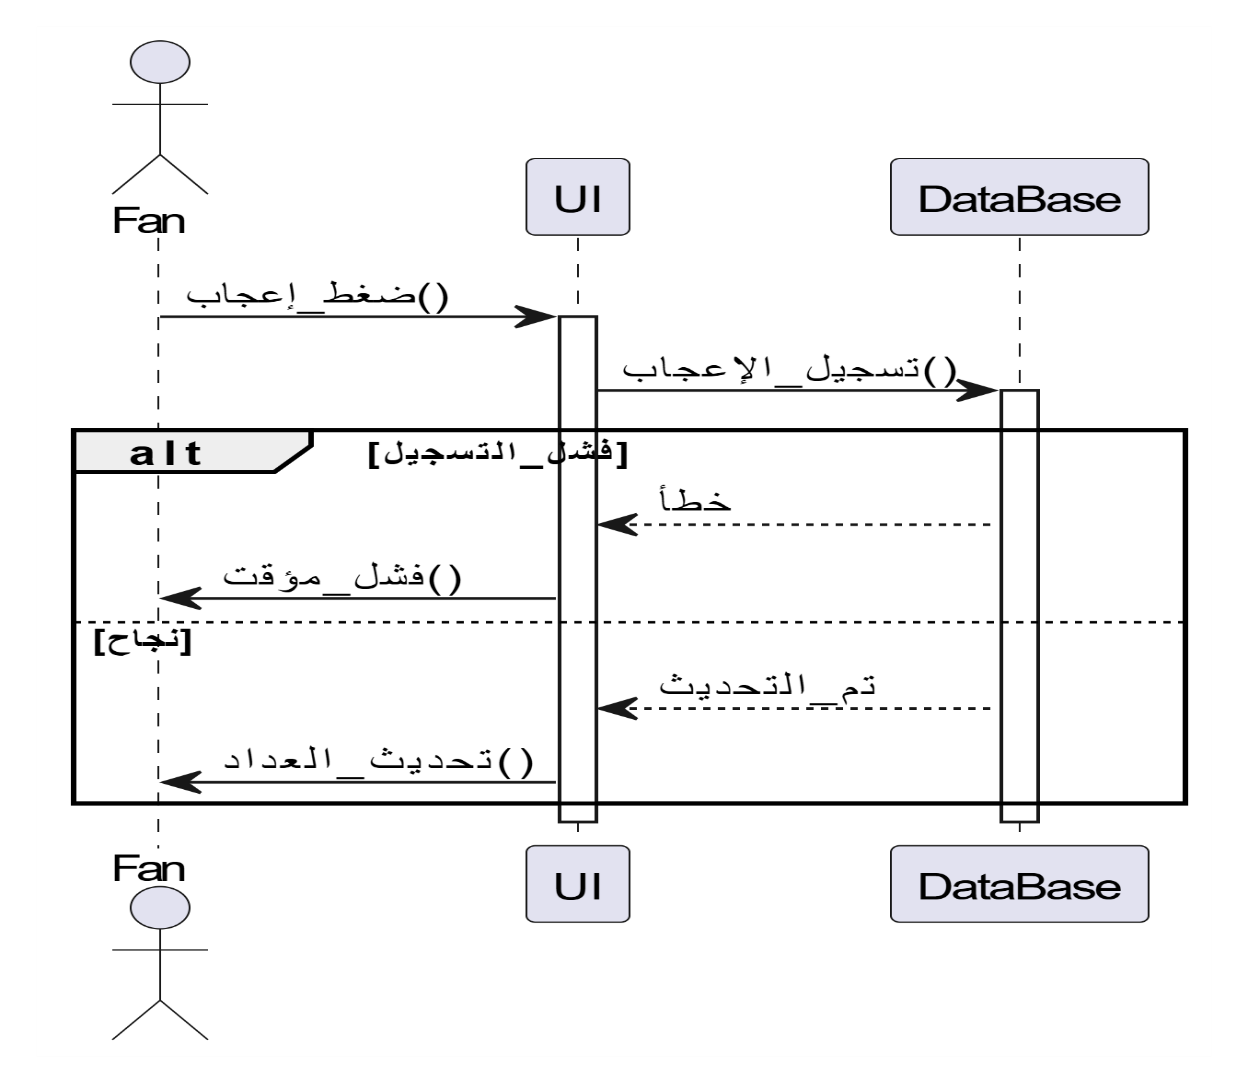 Fan
UI
DataBase
ضغط_إعجاب()
تسجيل_الإعجاب()
alt
[فشل_التسجيل]
خطأ
فشل_مؤقت()
[نجاح]
تم_التحديث
تحديث_العداد()
Fan
UI
DataBase